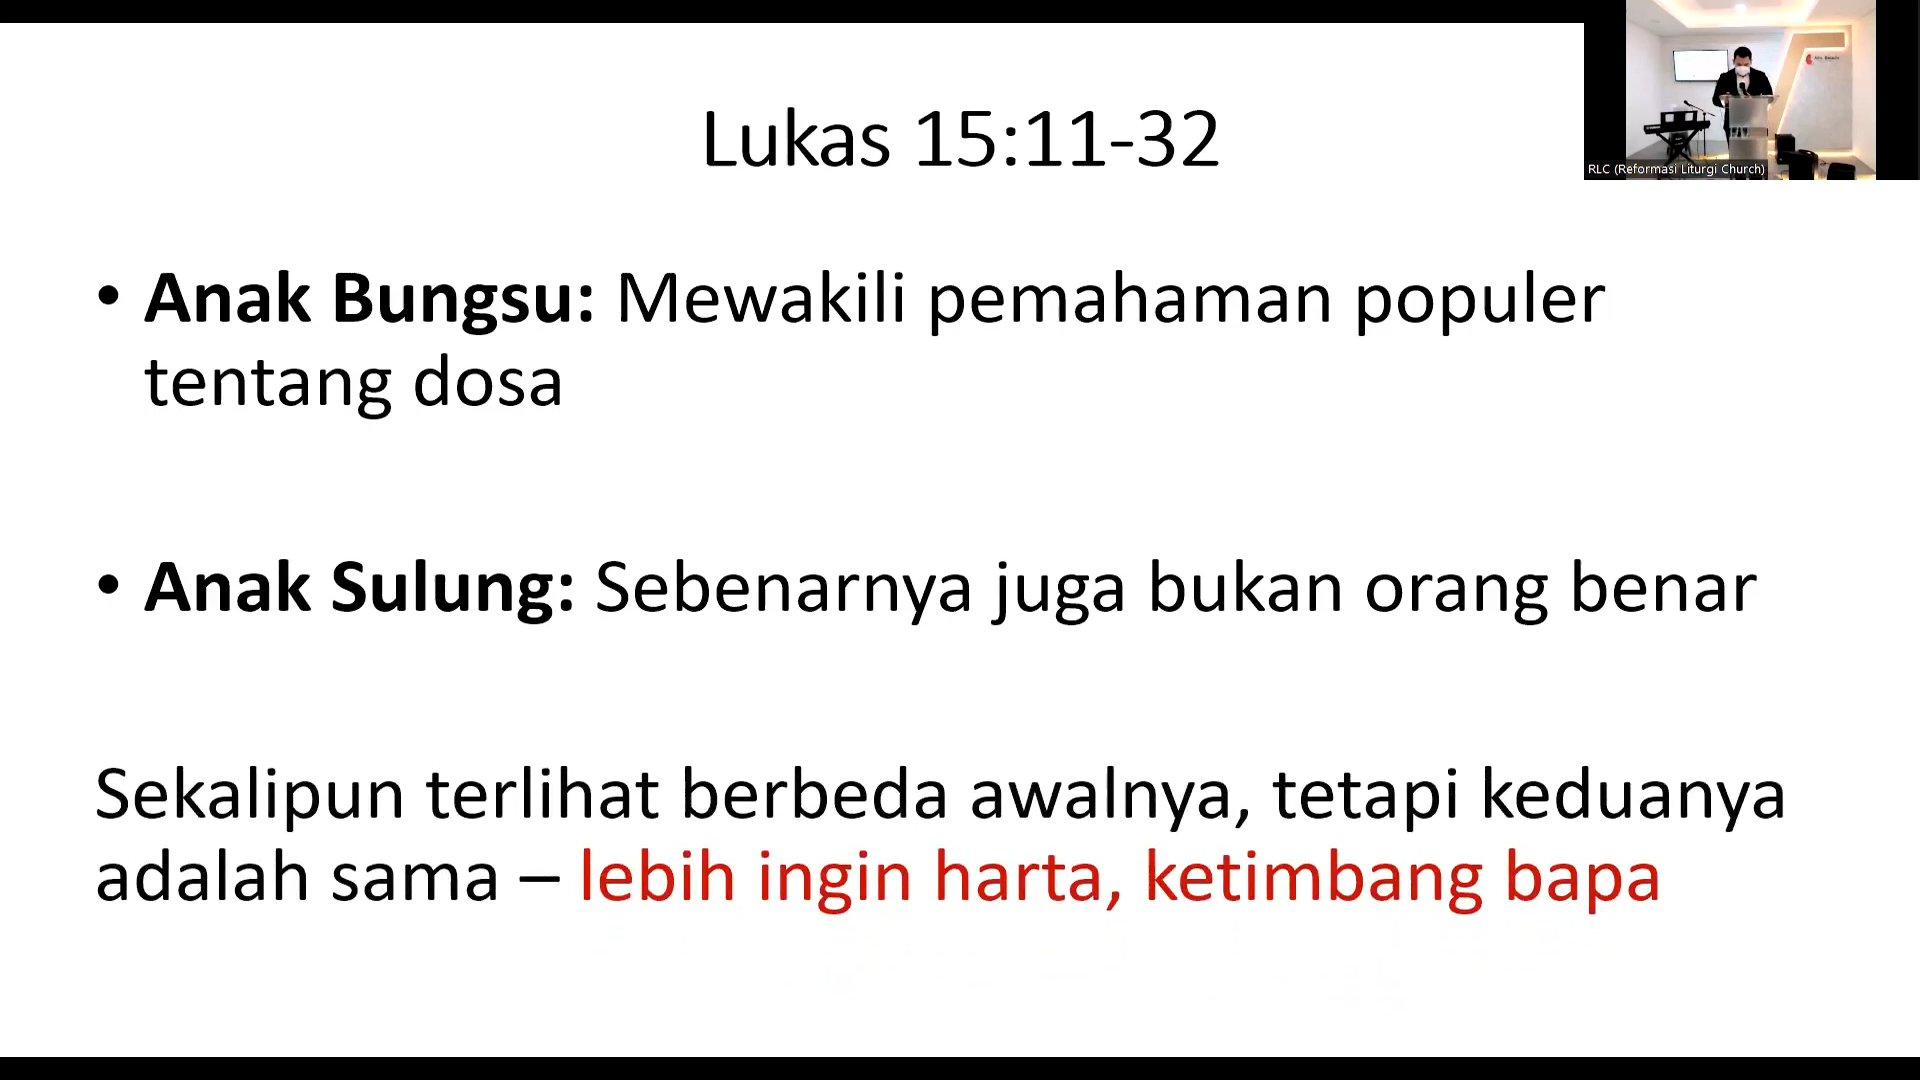 Lukas 15:11-32
RLC (Reformasi Liturgi Church)
• Anak Bungsu: Mewakili pemahaman populer
tentang dosa
• Anak Sulung: Sebenarnya juga bukan orang benar
Sekalipun terlihat berbeda awalnya, tetapi keduanya
adalah sama – lebih ingin harta, ketimbang bapa